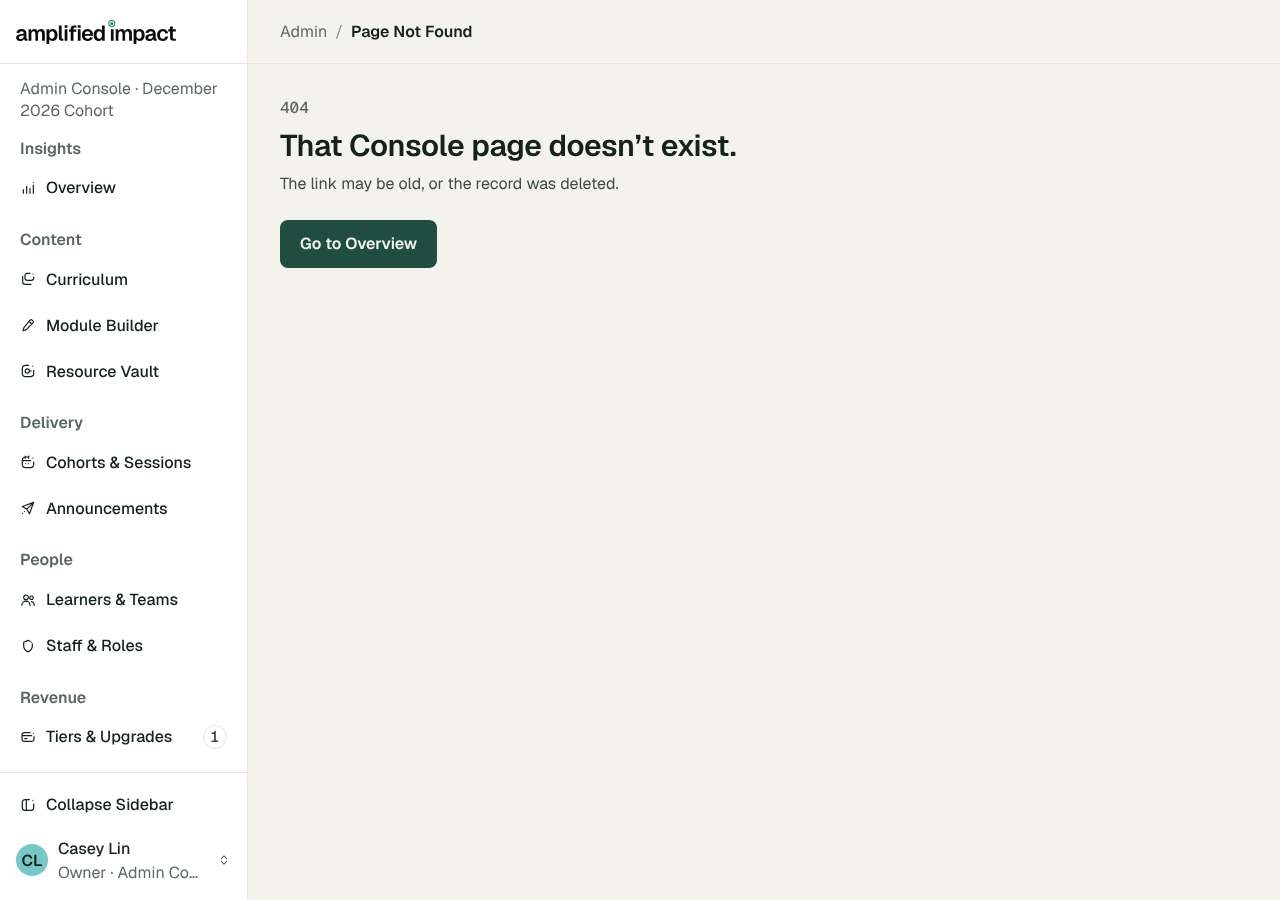 amplified impact
Admin Console · December
2026 Cohort
Insights
Overview
Content
Curriculum
Module Builder
Resource Vault
Delivery
Cohorts & Sessions
Announcements
People
Learners & Teams
Staff & Roles
Revenue
Tiers & Upgrades 1
Collapse Sidebar
CL
Casey Lin
Owner · Admin Co...
Admin / Page Not Found
404
That Console page doesn’t exist.
The link may be old, or the record was deleted.
Go to Overview